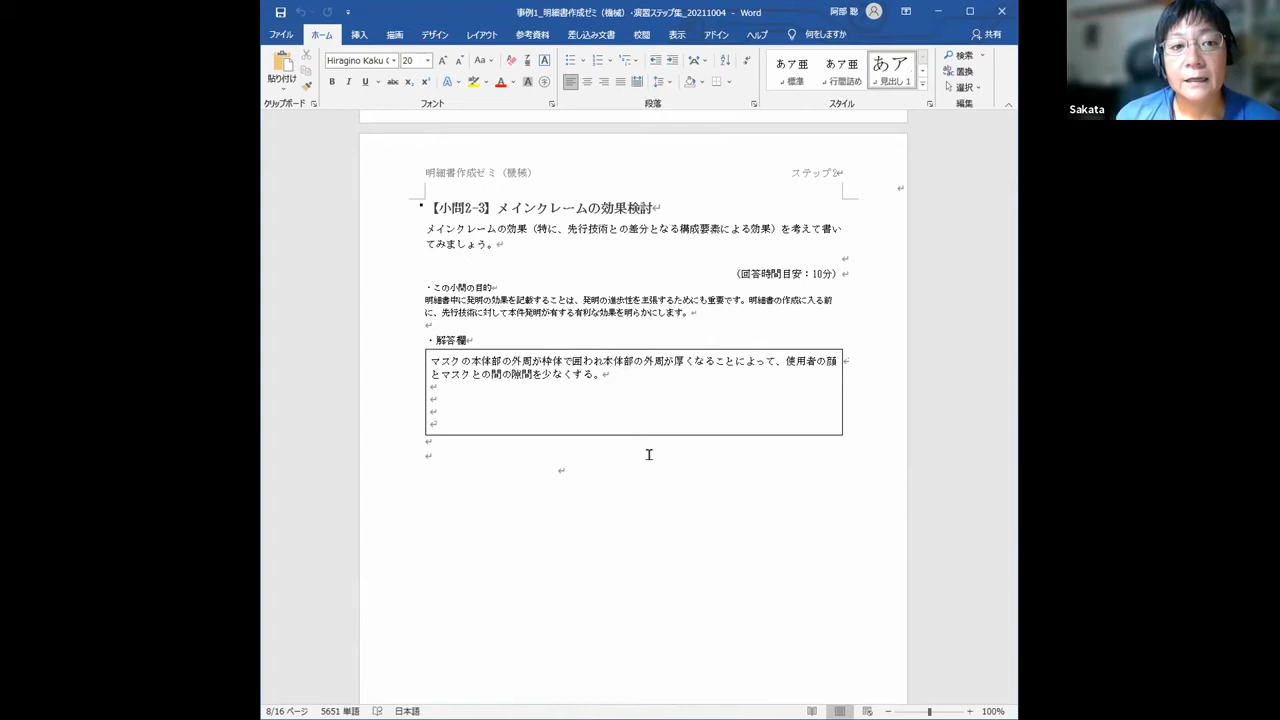 事例1_明細書作成ゼミ（機械）-演習ステップ集_20211004 - Word
阿部 聡
ファイル ホーム 挿入 描画 デザイン レイアウト 参考資料 差し込み文書 校閲 表示 アドイン ヘルプ 何をしますか 共有
貼り付け
Hiragino Kaku G 20
あア亜 あア亜 あア
標準 行間詰め 見出し 1
検索
置換
選択
クリップボード フォント 段落 スタイル 編集
Sakata
明細書作成ゼミ（機械） ステップ2
【小問2-3】メインクレームの効果検討
メインクレームの効果（特に、先行技術との差分となる構成要素による効果）を考えて書い
てみましょう。
（回答時間目安：10分）
・この小問の目的
明細書中に発明の効果を記載することは、発明の進歩性を主張するためにも重要です。明細書の作成に入る前
に、先行技術に対して本件発明が有する有利な効果を明らかにします。
・解答欄
マスクの本体部の外周が枠体で囲われ本体部の外周が厚くなることによって、使用者の顔
とマスクとの間の隙間を少なくする。
8/16 ページ 5651 単語 日本語 100%